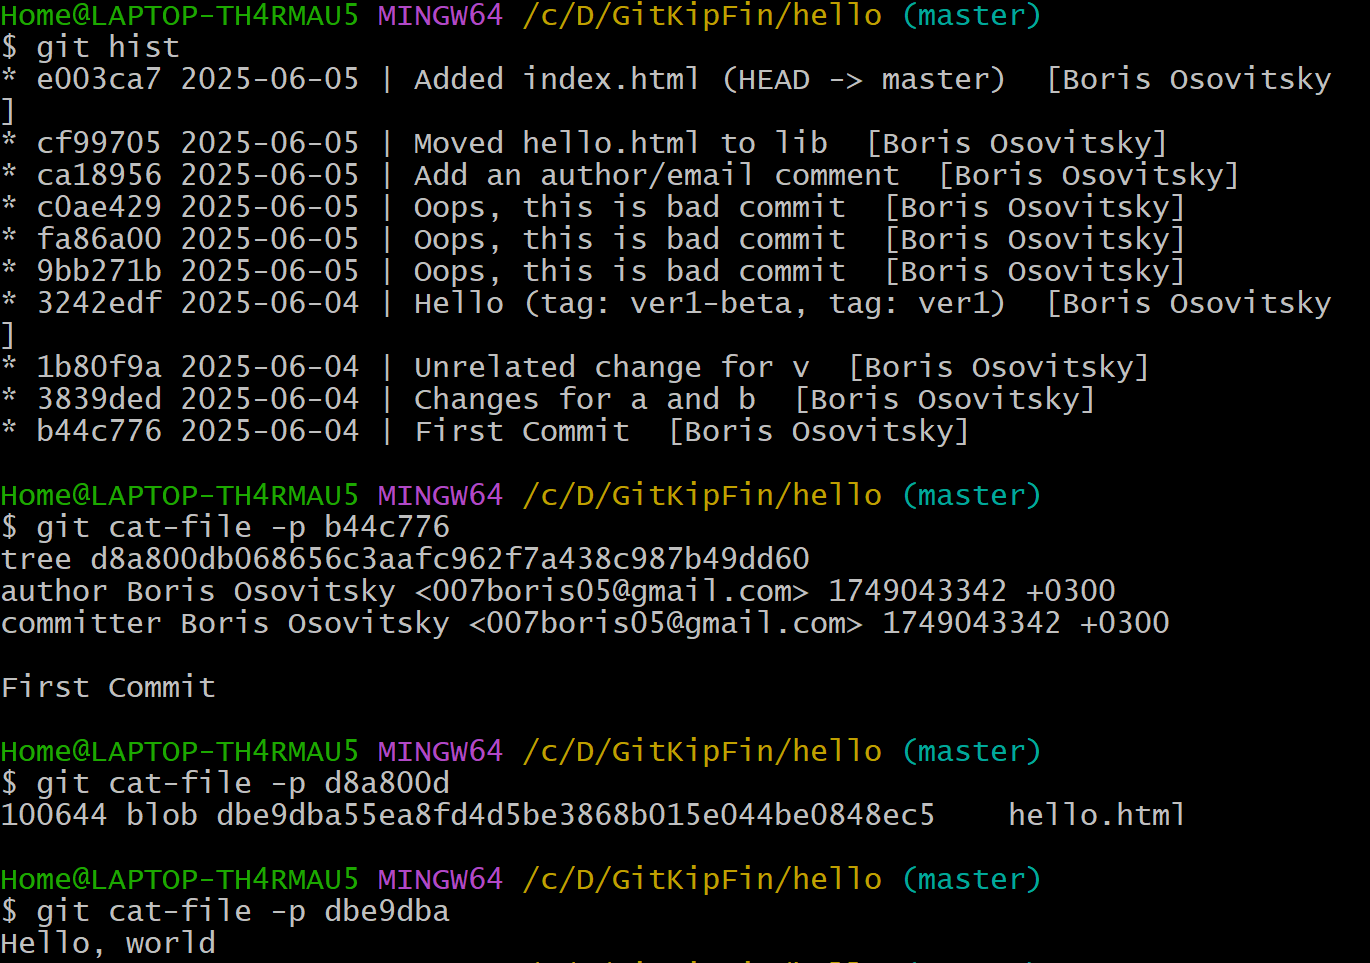 Home@LAPTOP-TH4RMAU5 MINGW64 /c/D/GitKipFin/hello (master)
$ git hist
* e003ca7 2025-06-05 | Added index.html (HEAD -> master)  [Boris Osovitsky
]
* cf99705 2025-06-05 | Moved hello.html to lib  [Boris Osovitsky]
* ca18956 2025-06-05 | Add an author/email comment  [Boris Osovitsky]
* c0ae429 2025-06-05 | Oops, this is bad commit  [Boris Osovitsky]
* fa86a00 2025-06-05 | Oops, this is bad commit  [Boris Osovitsky]
* 9bb271b 2025-06-05 | Oops, this is bad commit  [Boris Osovitsky]
* 3242edf 2025-06-04 | Hello (tag: ver1-beta, tag: ver1)  [Boris Osovitsky
]
* 1b80f9a 2025-06-04 | Unrelated change for v  [Boris Osovitsky]
* 3839ded 2025-06-04 | Changes for a and b  [Boris Osovitsky]
* b44c776 2025-06-04 | First Commit  [Boris Osovitsky]
Home@LAPTOP-TH4RMAU5 MINGW64 /c/D/GitKipFin/hello (master)
$ git cat-file -p b44c776
tree d8a800db068656c3aafc962f7a438c987b49dd60
author Boris Osovitsky <007boris05@gmail.com> 1749043342 +0300
committer Boris Osovitsky <007boris05@gmail.com> 1749043342 +0300
First Commit
Home@LAPTOP-TH4RMAU5 MINGW64 /c/D/GitKipFin/hello (master)
$ git cat-file -p d8a800d
100644 blob dbe9dba55ea8fd4d5be3868b015e044be0848ec5    hello.html
Home@LAPTOP-TH4RMAU5 MINGW64 /c/D/GitKipFin/hello (master)
$ git cat-file -p dbe9dba
Hello, world